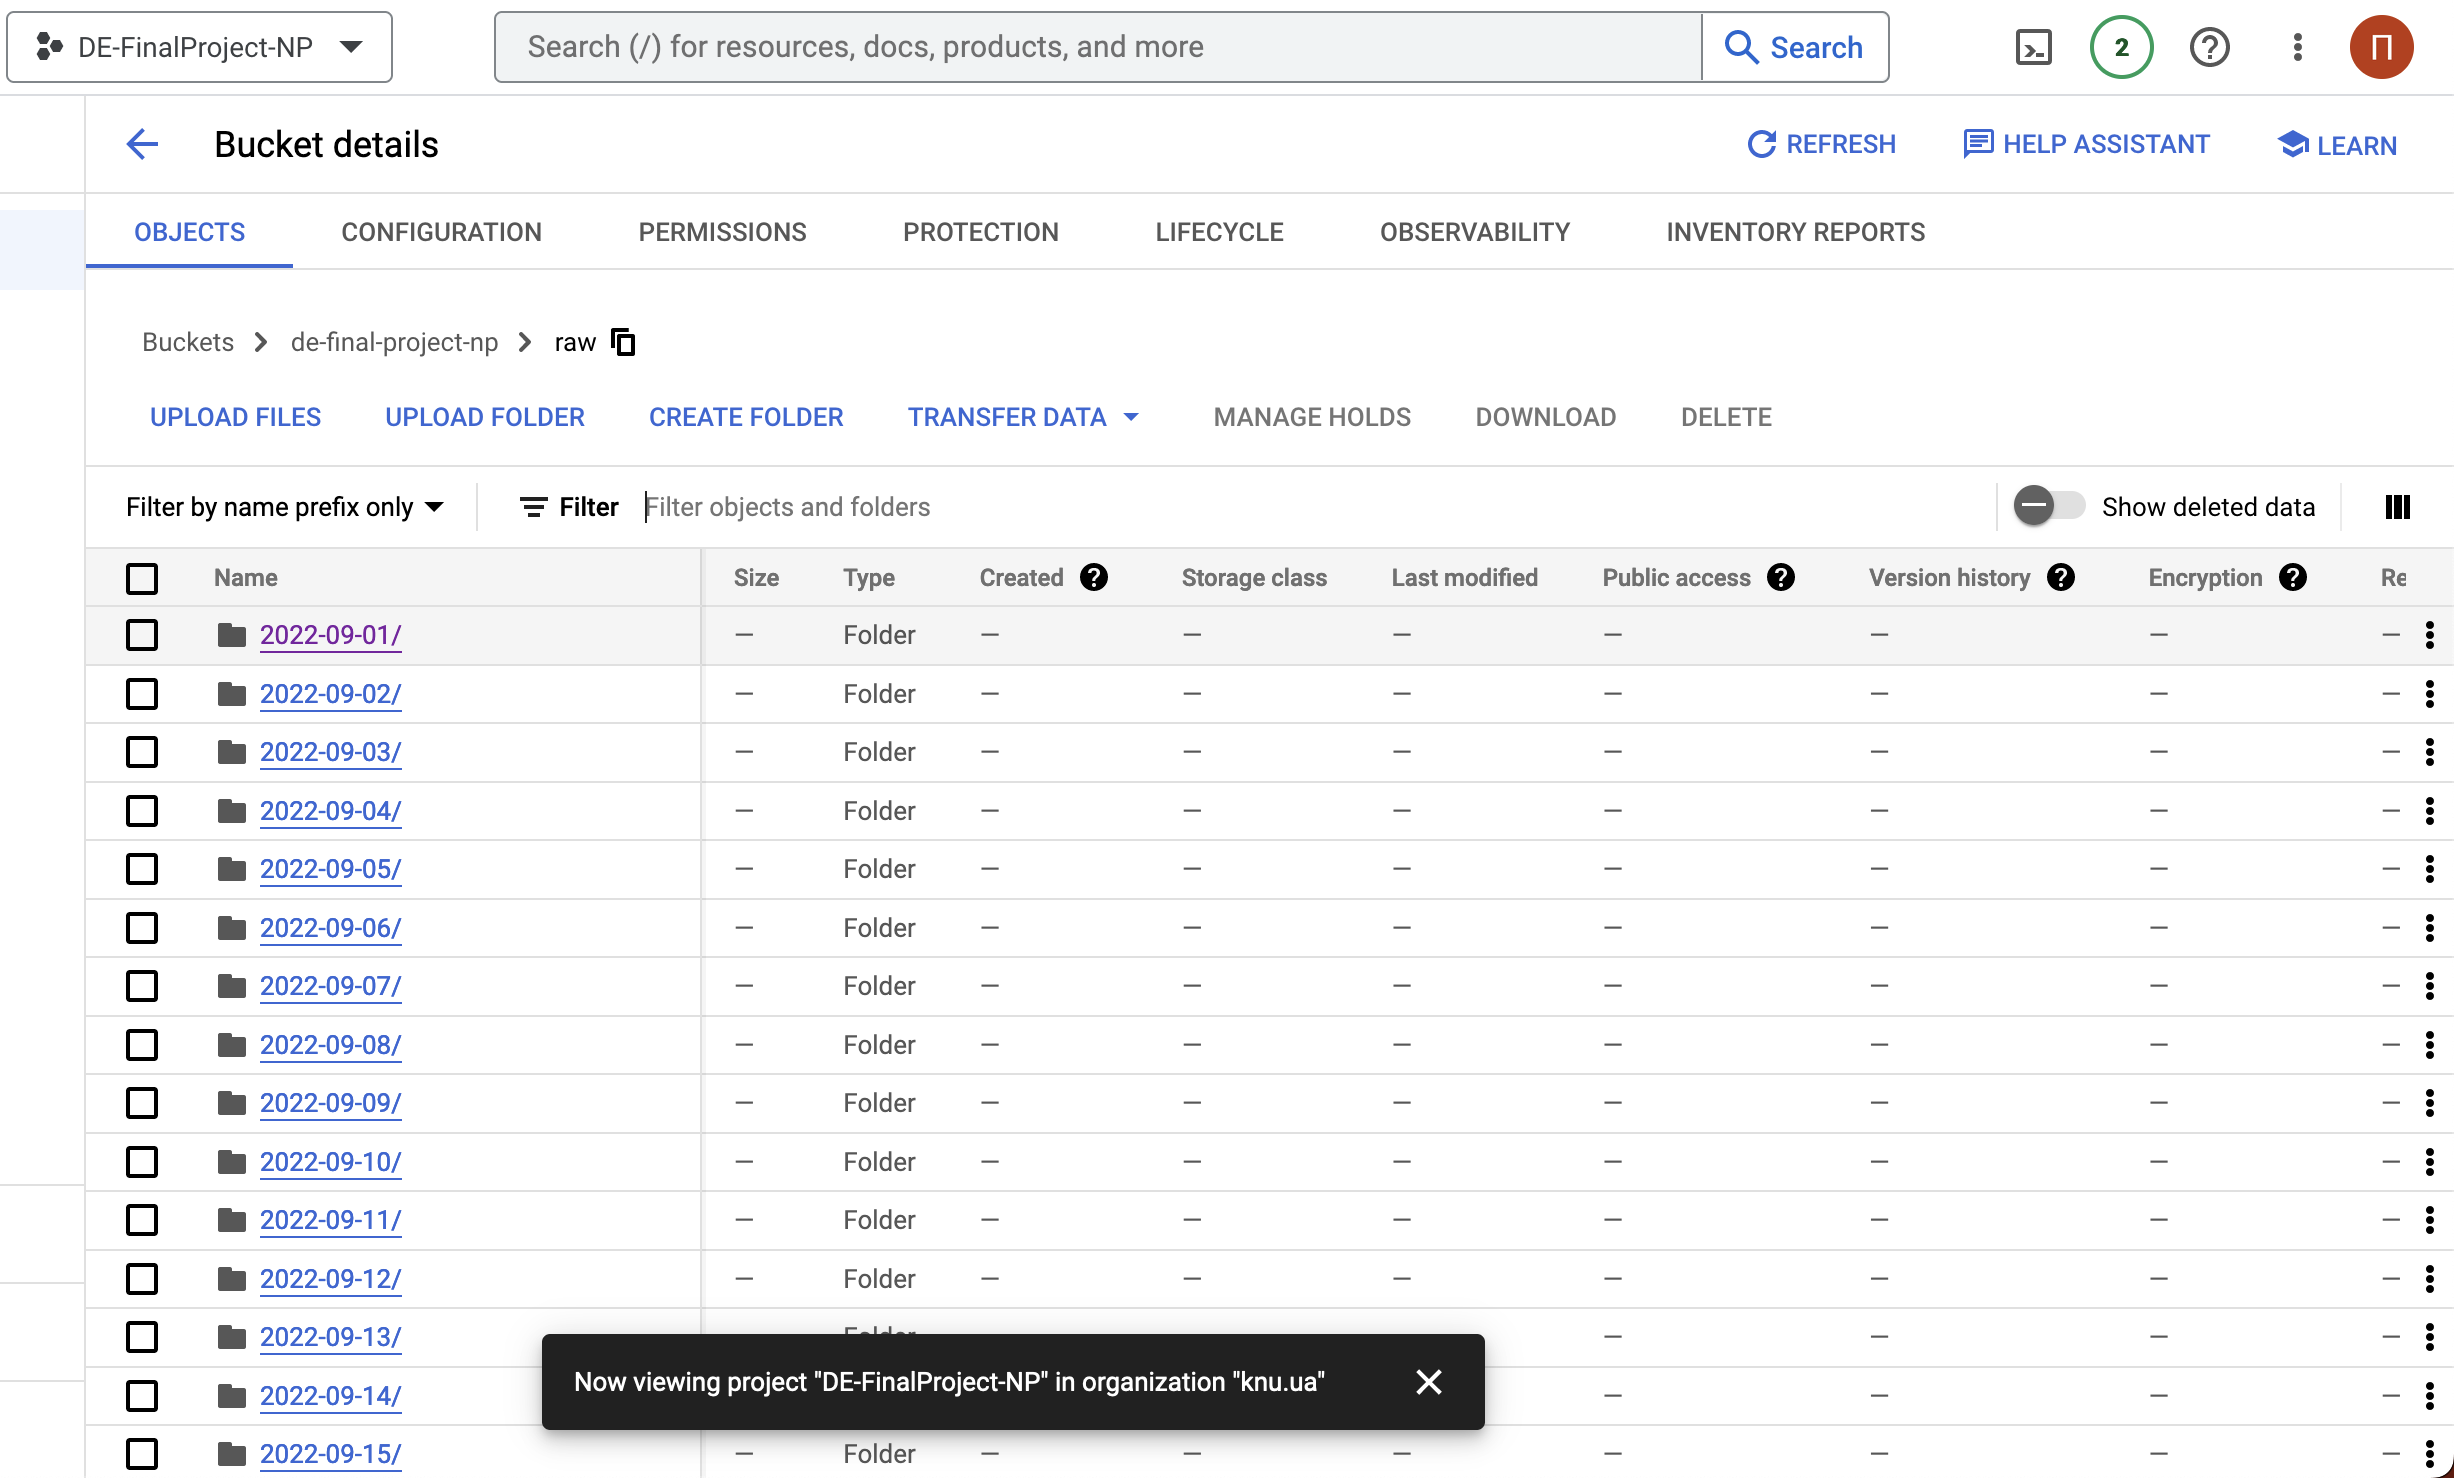 DE-FinalProject-NP Search (/) for resources, docs, products, and more Search 2 П
Bucket details REFRESH HELP ASSISTANT LEARN
OBJECTS CONFIGURATION PERMISSIONS PROTECTION LIFECYCLE OBSERVABILITY INVENTORY REPORTS
Buckets > de-final-project-np > raw
UPLOAD FILES UPLOAD FOLDER CREATE FOLDER TRANSFER DATA MANAGE HOLDS DOWNLOAD DELETE
Filter by name prefix only Filter Filter objects and folders Show deleted data
Name Size Type Created Storage class Last modified Public access Version history Encryption Re
2022-09-01/ — Folder — — — — — — —
2022-09-02/ — Folder — — — — — — —
2022-09-03/ — Folder — — — — — — —
2022-09-04/ — Folder — — — — — — —
2022-09-05/ — Folder — — — — — — —
2022-09-06/ — Folder — — — — — — —
2022-09-07/ — Folder — — — — — — —
2022-09-08/ — Folder — — — — — — —
2022-09-09/ — Folder — — — — — — —
2022-09-10/ — Folder — — — — — — —
2022-09-11/ — Folder — — — — — — —
2022-09-12/ — Folder — — — — — — —
2022-09-13/ Folder — — — —
2022-09-14/ — — — —
Now viewing project "DE-FinalProject-NP" in organization "knu.ua"
2022-09-15/ — Folder — — — — — — —